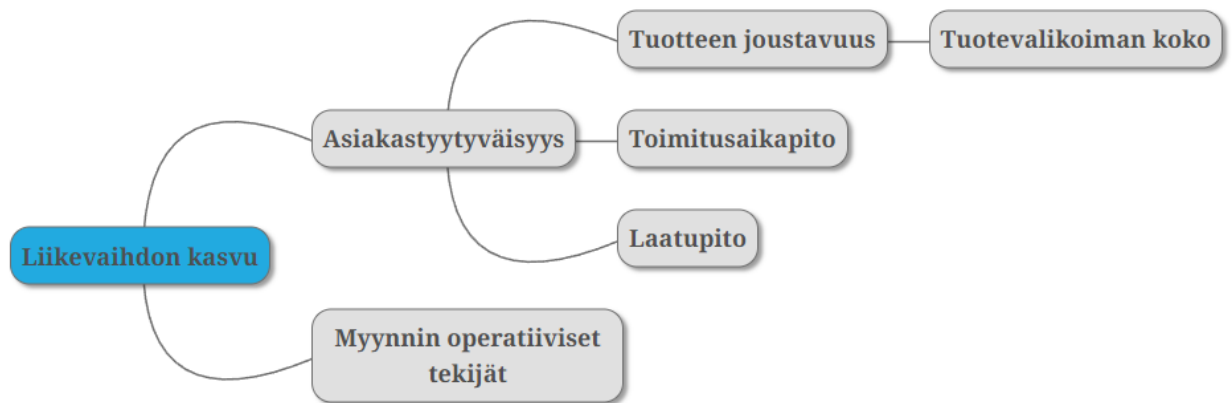 Tuotteen joustavuus
Tuotevalikoiman koko
Asiakastyytyväisyys
Toimitusaikapito
Laatupito
Liikevaihdon kasvu
Myynnin operatiiviset
tekijät